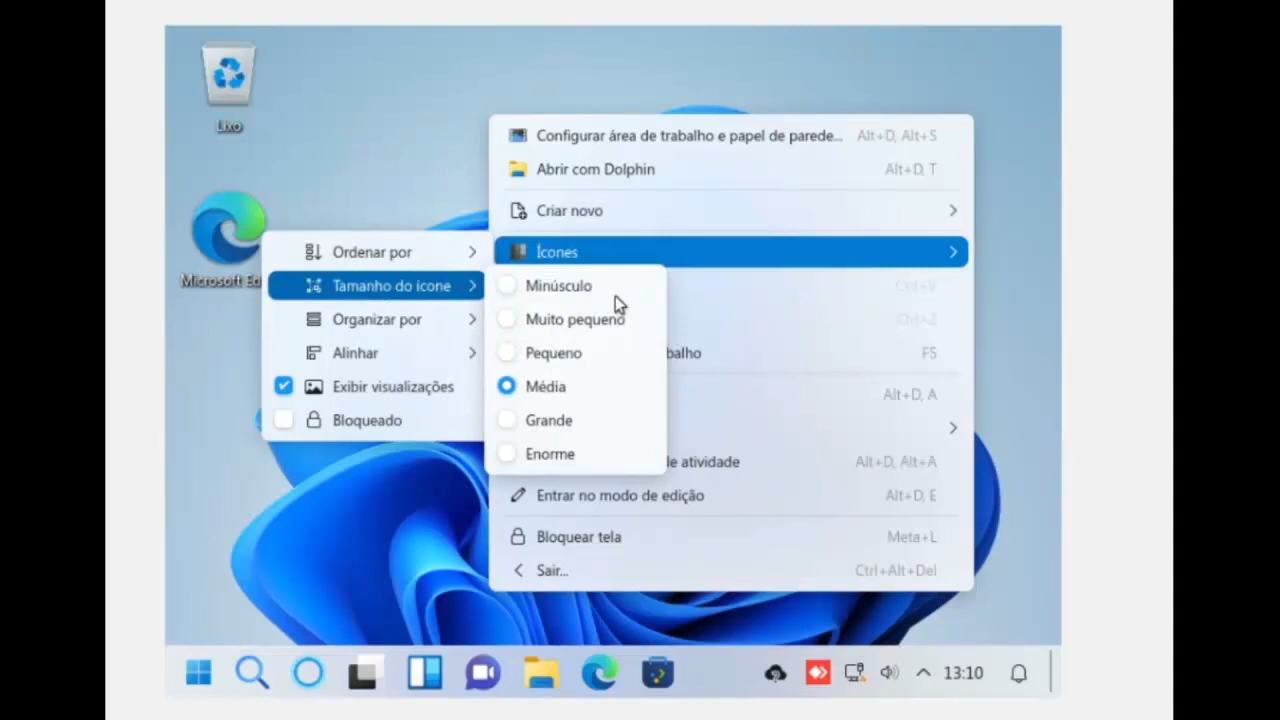 Lixo
Microsoft Ed
Configurar área de trabalho e papel de parede... Alt+D, Alt+S
Abrir com Dolphin Alt+D, T
Criar novo
Ícones
Ordenar por
Tamanho do ícone
Organizar por
Alinhar
Exibir visualizações
Bloqueado
Minúsculo
Muito pequeno
Pequeno
Média
Grande
Enorme
Ctrl+V
Ctrl+Z
balho F5
Alt+D, A
le atividade Alt+D, Alt+A
Entrar no modo de edição Alt+D, E
Bloquear tela Meta+L
Sair... Ctrl+Alt+Del
13:10